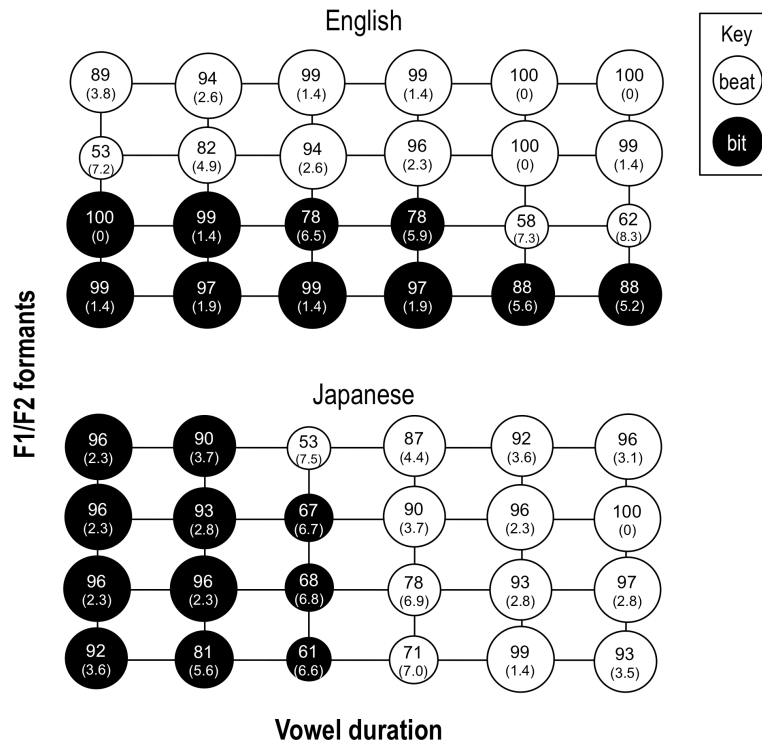 English
Key
beat
bit
89 94 99 99 100 100
(3.8) (2.6) (1.4) (1.4) (0) (0)
53 82 94 96 100 99
(7.2) (4.9) (2.6) (2.3) (0) (1.4)
100 99 78 78 58 62
(0) (1.4) (6.5) (5.9) (7.3) (8.3)
99 97 99 97 88 88
(1.4) (1.9) (1.4) (1.9) (5.6) (5.2)
F1/F2 formants
Japanese
96 90 53 87 92 96
(2.3) (3.7) (7.5) (4.4) (3.6) (3.1)
96 93 67 90 96 100
(2.3) (2.8) (6.7) (3.7) (2.3) (0)
96 96 68 78 93 97
(2.3) (2.3) (6.8) (6.9) (2.8) (2.8)
92 81 61 71 99 93
(3.6) (5.6) (6.6) (7.0) (1.4) (3.5)
Vowel duration